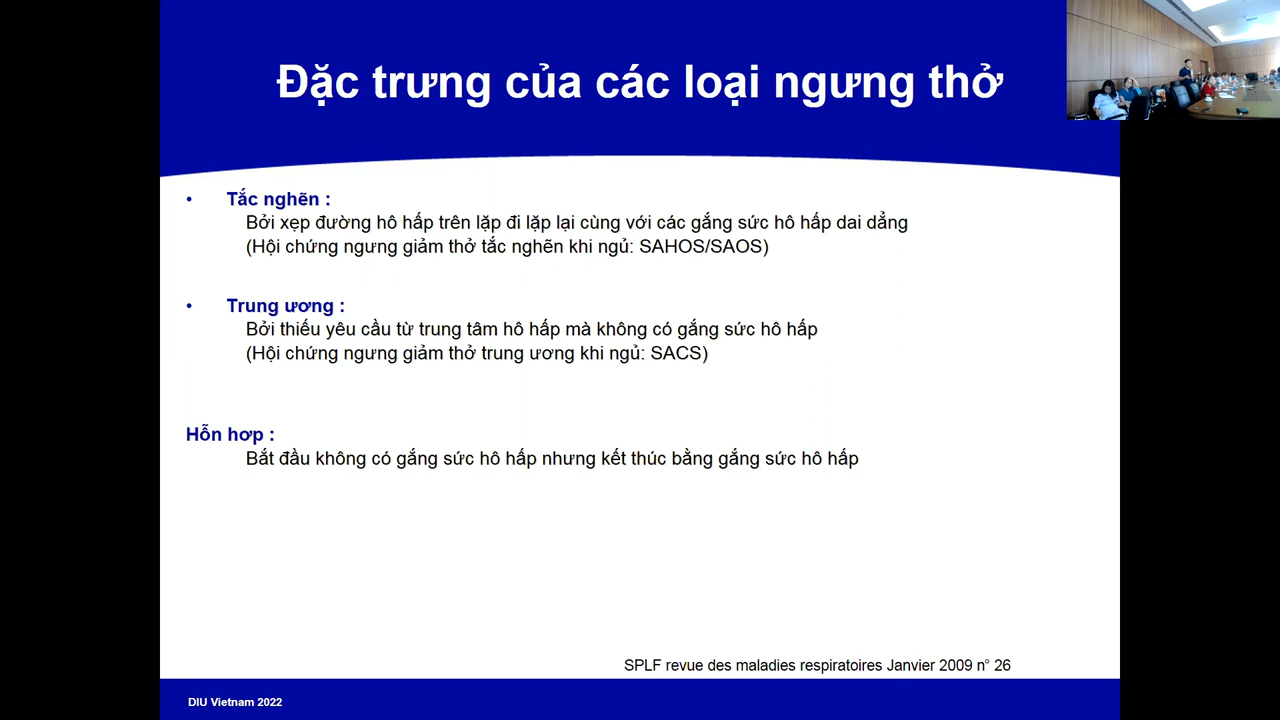 Đặc trưng của các loại ngưng thở
• Tắc nghẽn :
Bởi xẹp đường hô hấp trên lặp đi lặp lại cùng với các gắng sức hô hấp dai dẳng
(Hội chứng ngưng giảm thở tắc nghẽn khi ngủ: SAHOS/SAOS)
• Trung ương :
Bởi thiếu yêu cầu từ trung tâm hô hấp mà không có gắng sức hô hấp
(Hội chứng ngưng giảm thở trung ương khi ngủ: SACS)
Hỗn hơp :
Bắt đầu không có gắng sức hô hấp nhưng kết thúc bằng gắng sức hô hấp
SPLF revue des maladies respiratoires Janvier 2009 n° 26
DIU Vietnam 2022